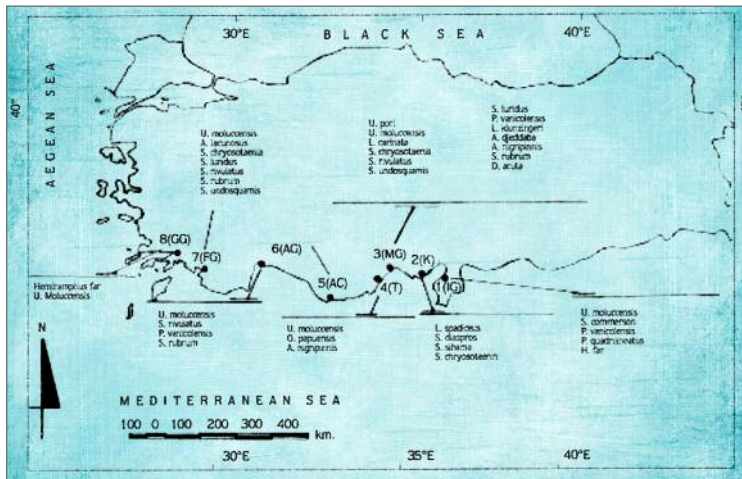 30°E
BLACK SEA
40°E
40°
AEGEAN SEA
U. moluccensis
A. lacunosus
S. chrysotaenia
S. luridus
S. rivulatus
S. rubrum
S. undosquamis
U. pori
U. moluccensis
L. carinata
S. chrysotaenia
S. rivulatus
S. undosquamis
S. luridus
P. vanicolensis
L. klunzingeri
A. djeddaba
A. nigripinnis
S. rubrum
D. acuta
8(GG)
7(FG)
6(AG)
5(AC)
4(T)
3(MG)
2(K)
1(IG)
Hemiramphus far
U. Moluccensis
U. moluccensis
S. rivulatus
P. vanicolensis
S. rubrum
U. moluccensis
O. papuensis
A. nigripinnis
L. spadiceus
S. diaspros
S. sihama
S. chrysotaenia
U. moluccensis
S. commerson
P. vanicolensis
H. far
N
MEDITERRANEAN SEA
100 0 100 200 300 400
km.
30°E
35°E
40°E